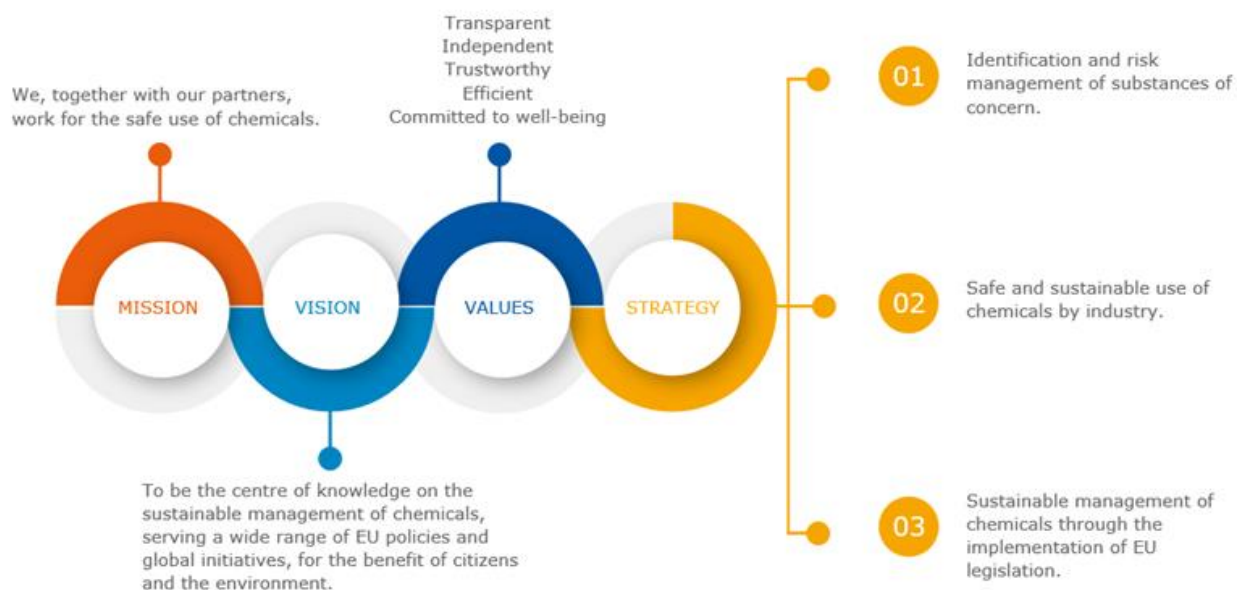 We, together with our partners,
work for the safe use of chemicals.
MISSION
VISION
To be the centre of knowledge on the
sustainable management of chemicals,
serving a wide range of EU policies and
global initiatives, for the benefit of citizens
and the environment.
Transparent
Independent
Trustworthy
Efficient
Committed to well-being
VALUES
STRATEGY
01
Identification and risk
management of substances of
concern.
02
Safe and sustainable use of
chemicals by industry.
03
Sustainable management of
chemicals through the
implementation of EU
legislation.